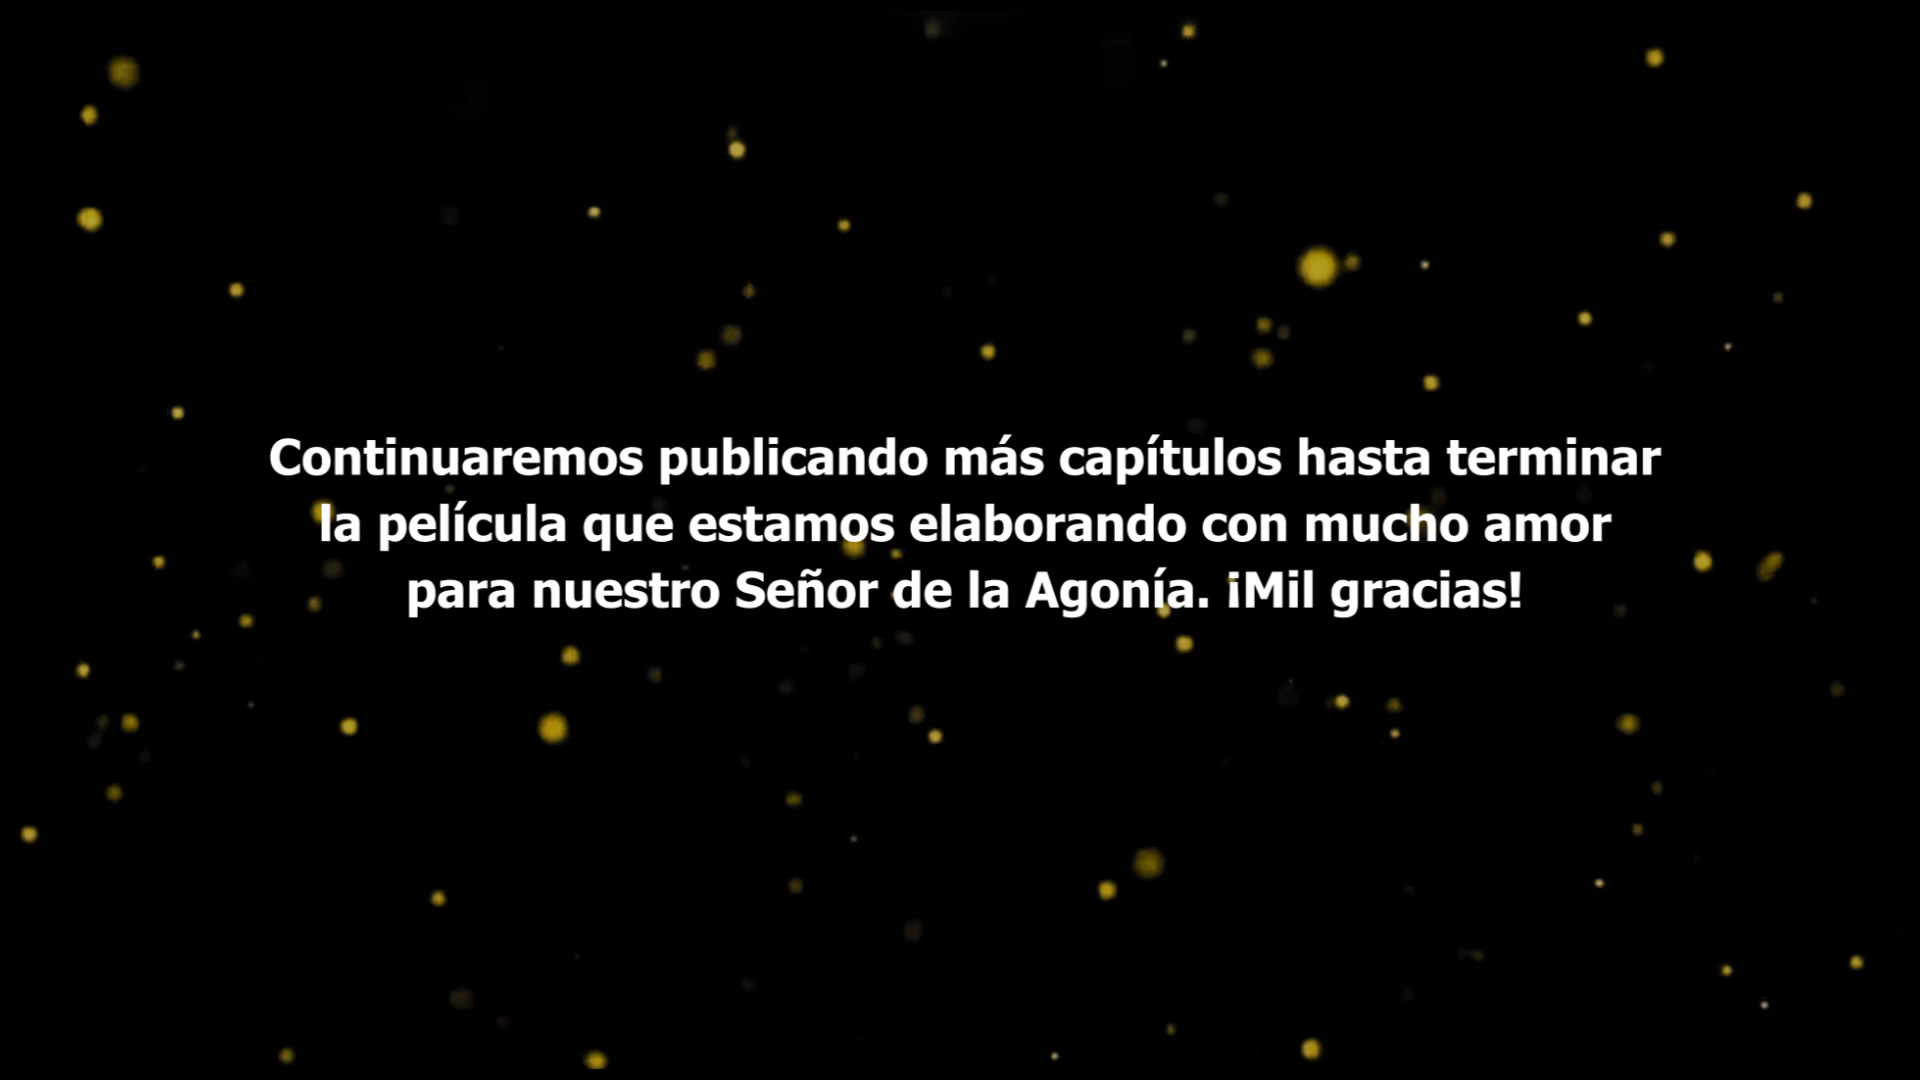 Continuaremos publicando más capítulos hasta terminar
la película que estamos elaborando con mucho amor
para nuestro Señor de la Agonía. ¡Mil gracias!